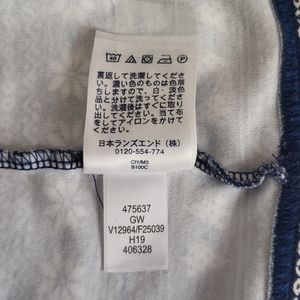 40
裏返して洗濯してくださ
い。濃い色のものは色落
ちしますので、白・淡色
品と分けて洗ってくださ
い。洗濯後はすぐに取り
出してください。当て布
をしてアイロンをかけて
下さい。
日本ランズエンド(株)
0120-554-774
C11/M3
S100C
475637
GW
V12964/F25039
H19
406328